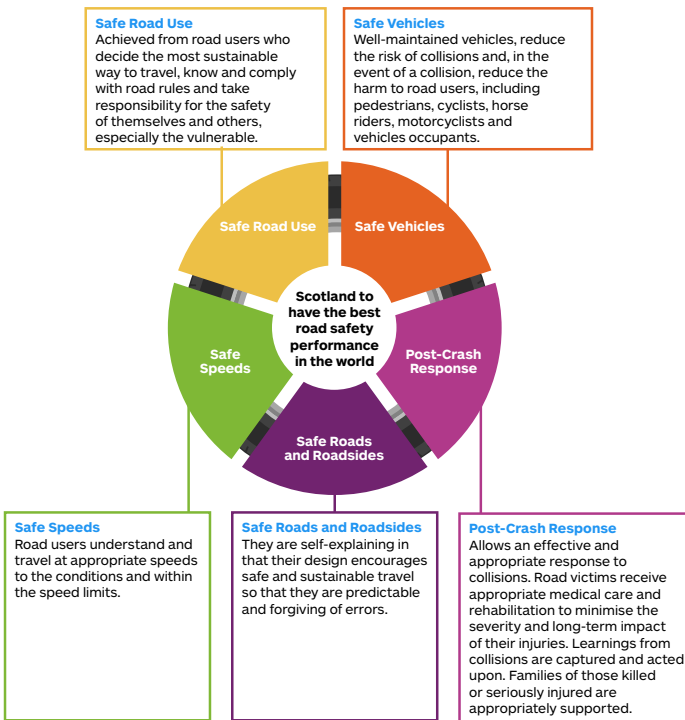 Safe Road Use
Achieved from road users who
decide the most sustainable
way to travel, know and comply
with road rules and take
responsibility for the safety
of themselves and others,
especially the vulnerable.
Safe Vehicles
Well-maintained vehicles, reduce
the risk of collisions and, in the
event of a collision, reduce the
harm to road users, including
pedestrians, cyclists, horse
riders, motorcyclists and
vehicles occupants.
Safe Road Use
Safe Vehicles
Scotland to
have the best
road safety
performance
in the world
Safe
Speeds
Post-Crash
Response
Safe Roads
and Roadsides
Safe Speeds
Road users understand and
travel at appropriate speeds
to the conditions and within
the speed limits.
Safe Roads and Roadsides
They are self-explaining in
that their design encourages
safe and sustainable travel
so that they are predictable
and forgiving of errors.
Post-Crash Response
Allows an effective and
appropriate response to
collisions. Road victims receive
appropriate medical care and
rehabilitation to minimise the
severity and long-term impact
of their injuries. Learnings from
collisions are captured and acted
upon. Families of those killed
or seriously injured are
appropriately supported.